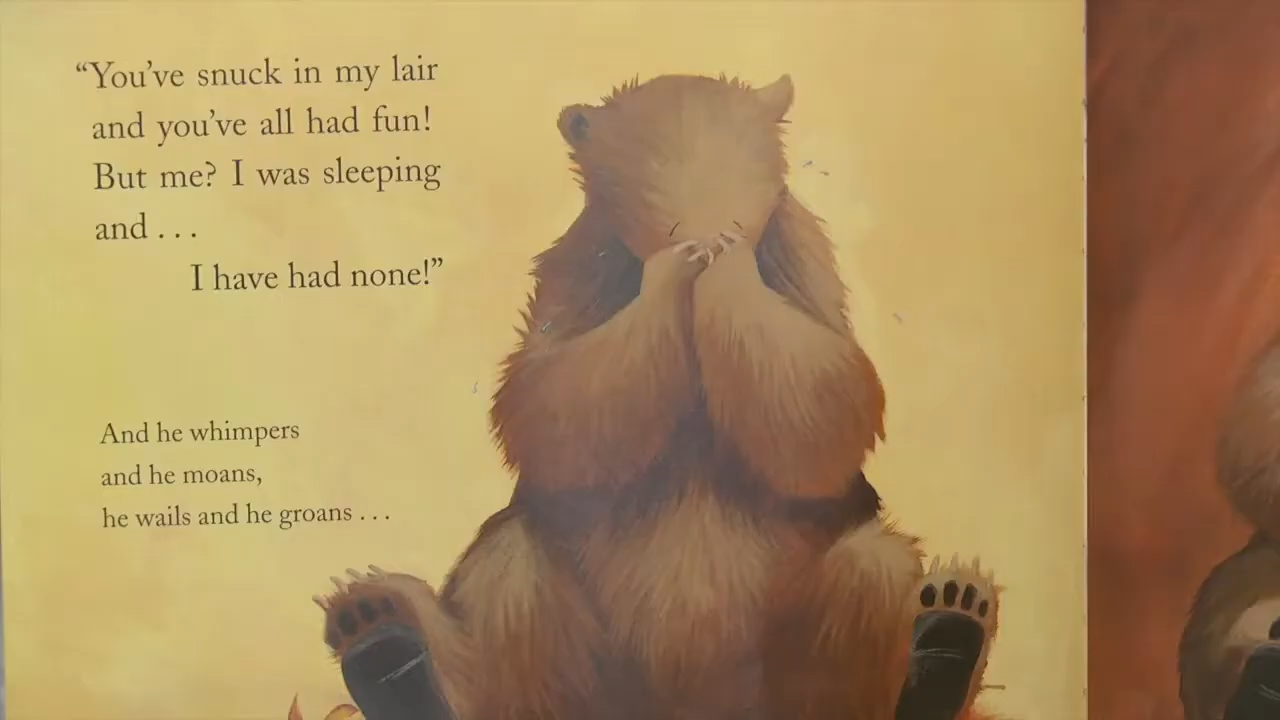 “You’ve snuck in my lair
and you’ve all had fun!
But me? I was sleeping
and . . .
I have had none!”
And he whimpers
and he moans,
he wails and he groans . . .